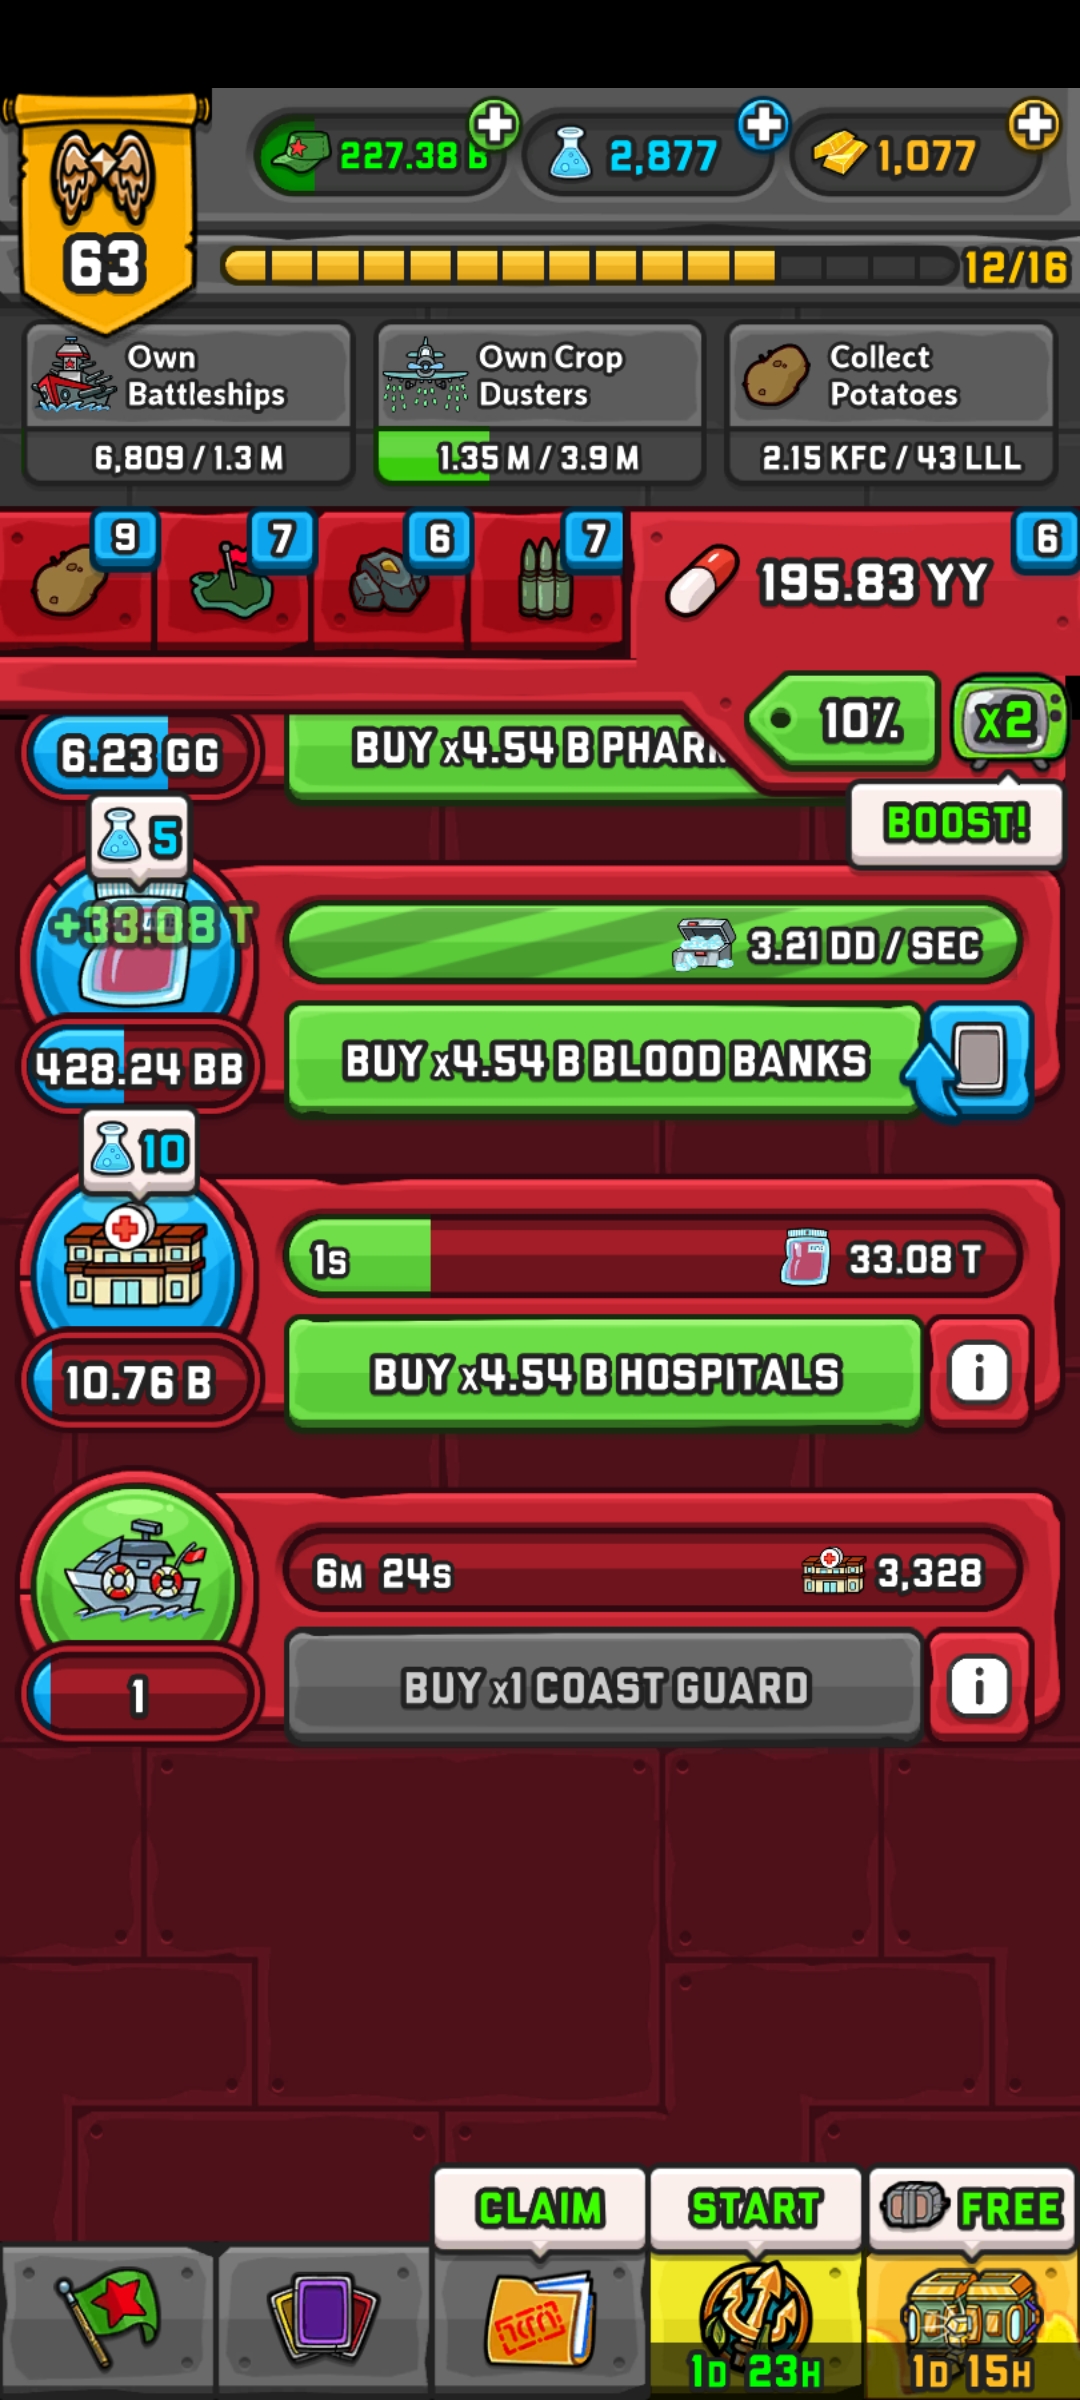 63
227.38 B
2,877
1,077
12/16
Own
Battleships
6,809 / 1.3 M
Own Crop
Dusters
1.35 M / 3.9 M
Collect
Potatoes
2.15 KFC / 43 LLL
9
7
6
7
6
195.83 YY
10%
x2
BOOST!
6.23 GG
BUY x4.54 B
5
+33.08 T
3.21 DD / SEC
428.24 BB
BUY x4.54 B BLOOD BANKS
10
1s
33.08 T
10.76 B
BUY x4.54 B HOSPITALS
i
6M 24s
3,328
1
BUY x1 COAST GUARD
i
CLAIM
START
FREE
1D 23H
1D 15H